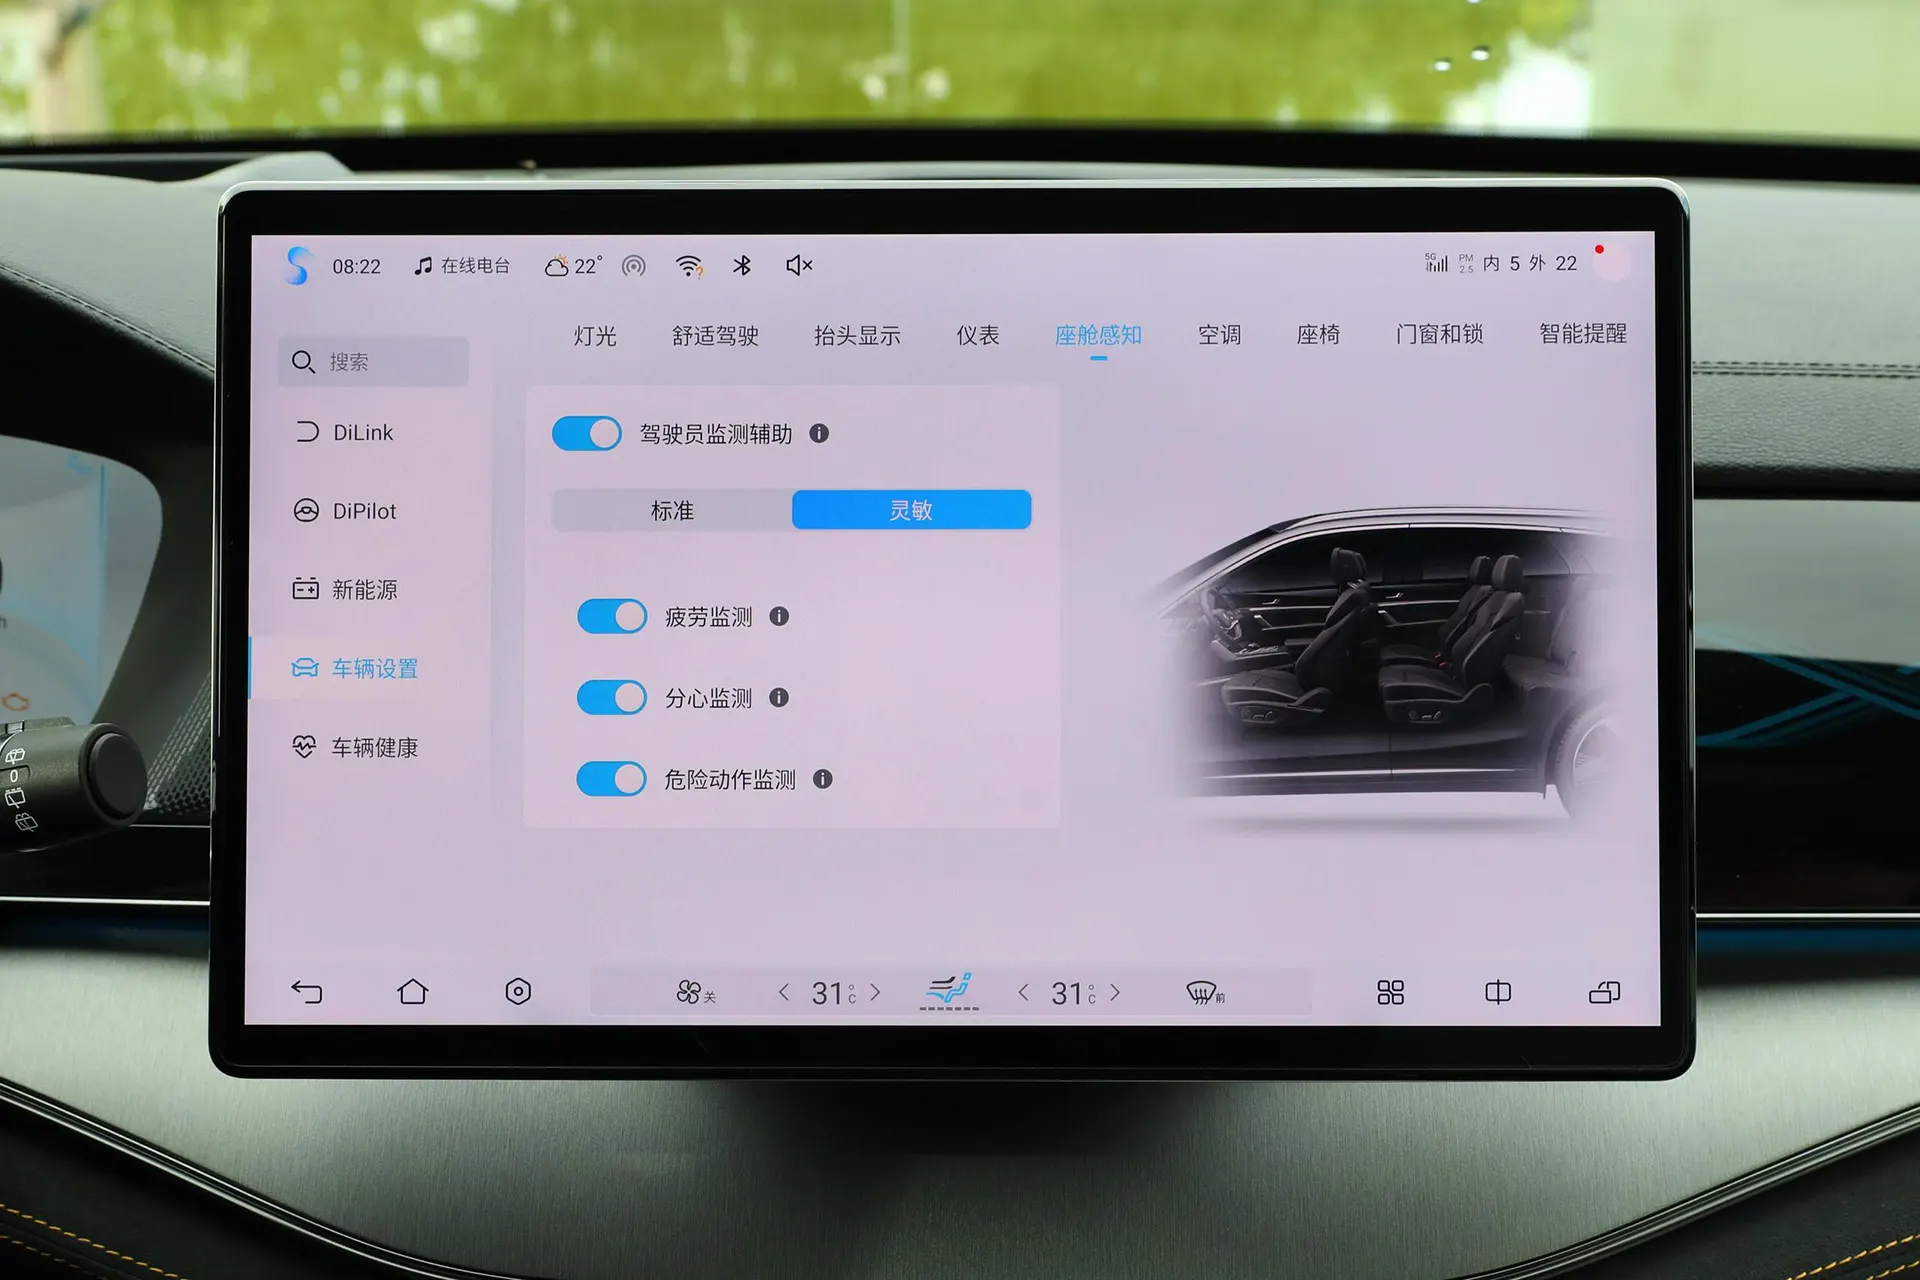 08:22 在线电台 22° 5G PM 2.5 内 5 外 22
灯光 舒适驾驶 抬头显示 仪表 座舱感知 空调 座椅 门窗和锁 智能提醒
搜索
DiLink
DiPilot
新能源
车辆设置
车辆健康
驾驶员监测辅助
标准 灵敏
疲劳监测
分心监测
危险动作监测
关 31°C 31°C 前
0